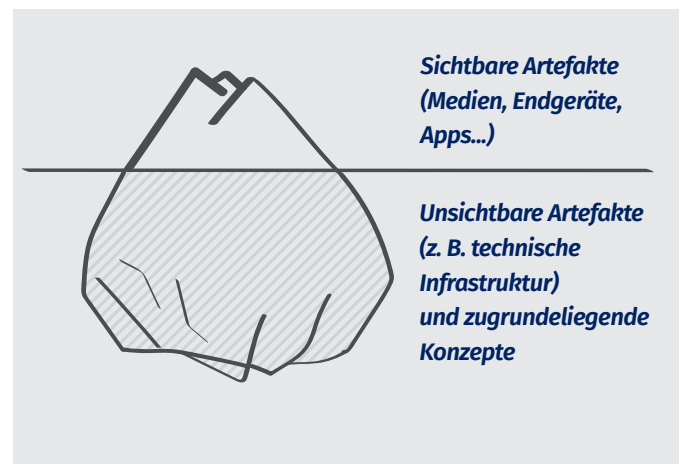 Sichtbare Artefakte
(Medien, Endgeräte,
Apps...)
Unsichtbare Artefakte
(z. B. technische
Infrastruktur)
und zugrundeliegende
Konzepte